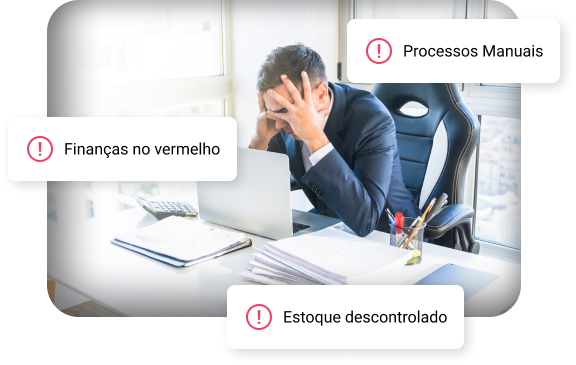 Processos Manuais
Finanças no vermelho
Estoque descontrolado